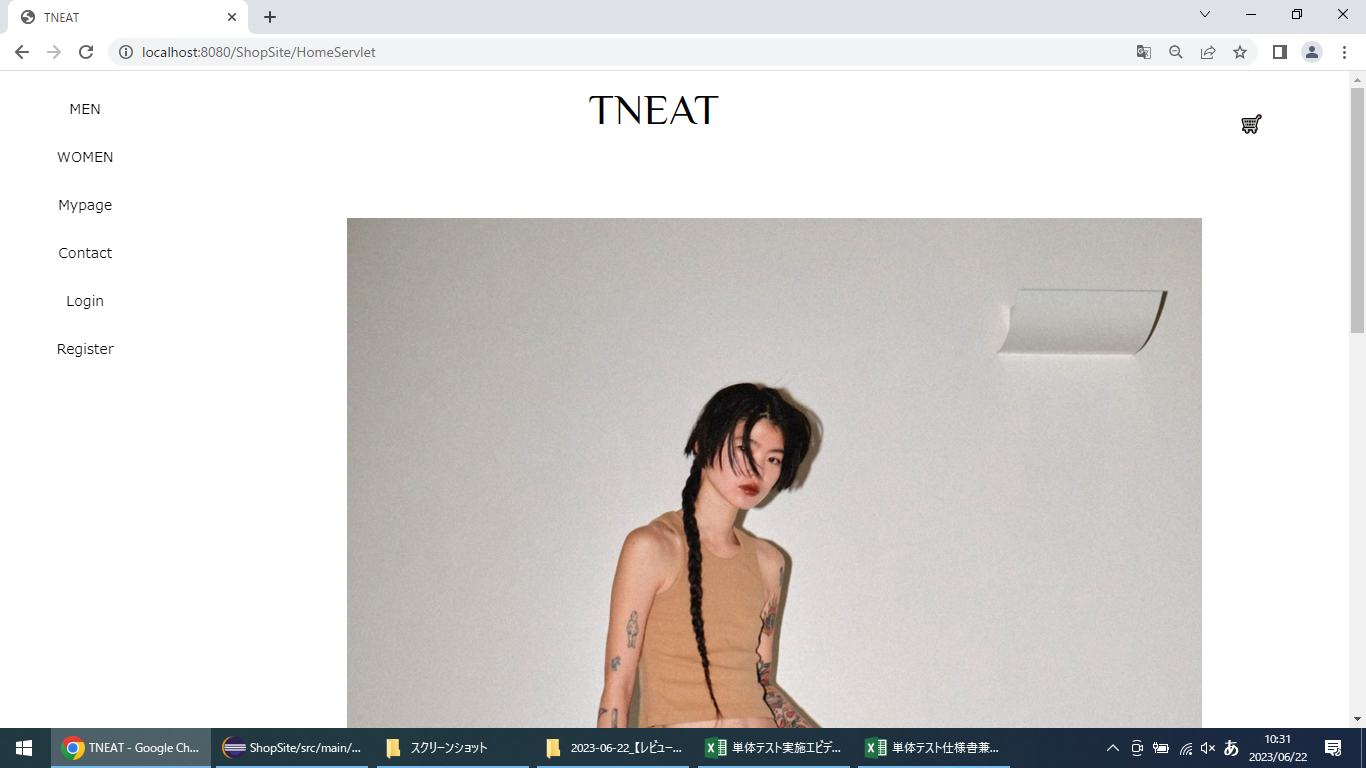 TNEAT
localhost:8080/ShopSite/HomeServlet
TNEAT
MEN
WOMEN
Mypage
Contact
Login
Register
TNEAT - Google Ch...
ShopSite/src/main/...
スクリーンショット
2023-06-22_【レビュー...
単体テスト実施エビデ...
単体テスト仕様書兼...
あ
10:31
2023/06/22